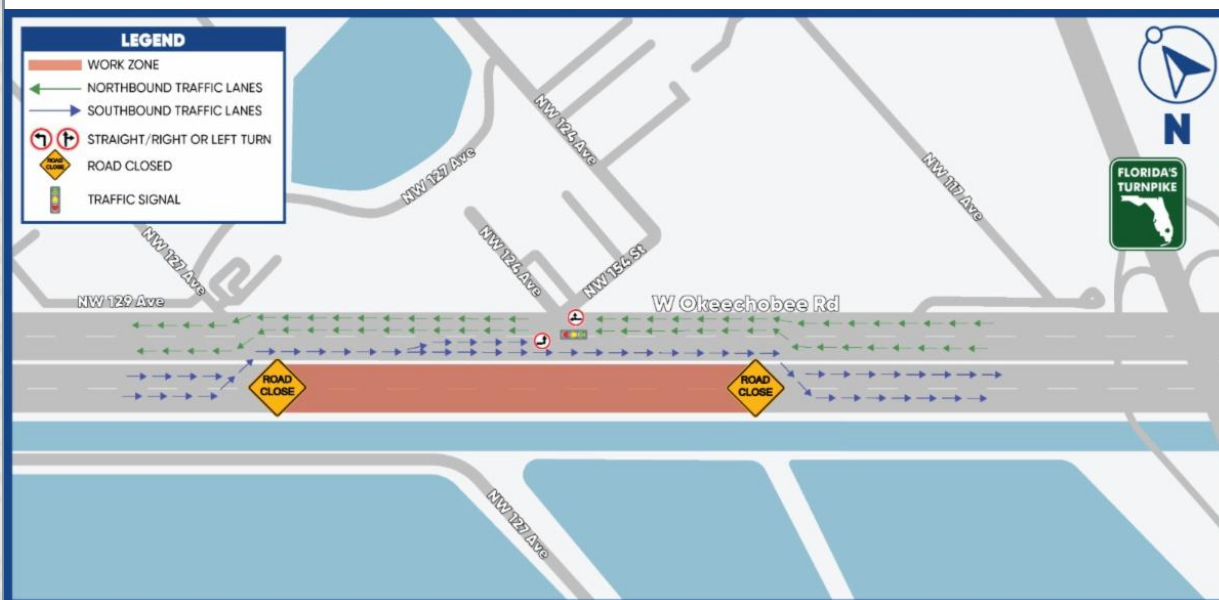 LEGEND
WORK ZONE
NORTHBOUND TRAFFIC LANES
SOUTHBOUND TRAFFIC LANES
STRAIGHT/RIGHT OR LEFT TURN
ROAD CLOSE
ROAD CLOSED
TRAFFIC SIGNAL
N
FLORIDA'S
TURNPIKE
NW 124 Ave
NW 127 Ave
NW 117 Ave
NW 127 Ave
NW 124 Ave
NW 154 St
NW 129 Ave
W Okeechobee Rd
ROAD
CLOSE
ROAD
CLOSE
NW 127 Ave